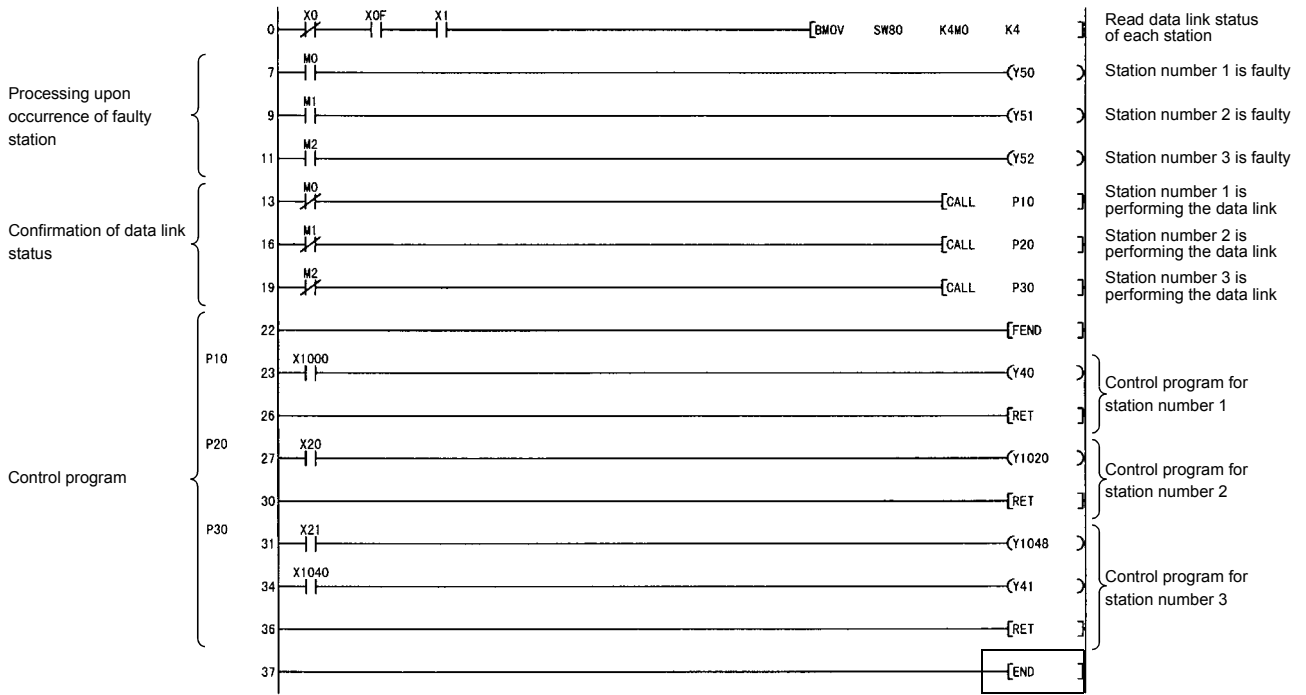 X0 X0F X1
0 [BMOV SW80 K4M0 K4 ]
Read data link status
of each station
Processing upon
occurrence of faulty
station
M0
7 (Y50 )
Station number 1 is faulty
M1
9 (Y51 )
Station number 2 is faulty
M2
11 (Y52 )
Station number 3 is faulty
Confirmation of data link
status
M0
13 [CALL P10 ]
Station number 1 is
performing the data link
M1
16 [CALL P20 ]
Station number 2 is
performing the data link
M2
19 [CALL P30 ]
Station number 3 is
performing the data link
Control program
22 [FEND ]
P10
X1000
23 (Y40 )
26 [RET ]
Control program for
station number 1
P20
X20
27 (Y1020 )
30 [RET ]
Control program for
station number 2
P30
X21
31 (Y1048 )
X1040
34 (Y41 )
36 [RET ]
Control program for
station number 3
37 [END ]